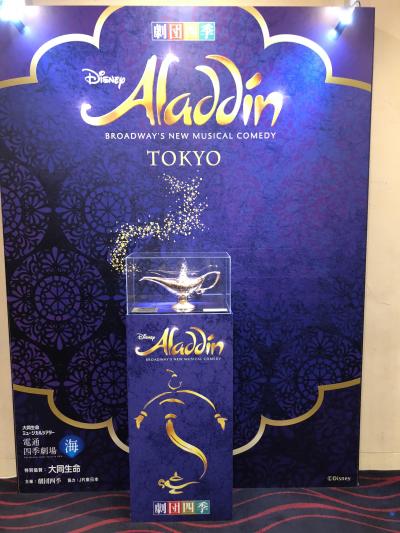 劇団四季
Disney
Aladdin
BROADWAY'S NEW MUSICAL COMEDY
TOKYO
Disney
Aladdin
BROADWAY'S NEW MUSICAL COMEDY
大同生命
ミュージカルシアター
電通
四季劇場
海
特別協賛：大同生命
主催：劇団四季 協力：JR東日本
©Disney
劇団四季